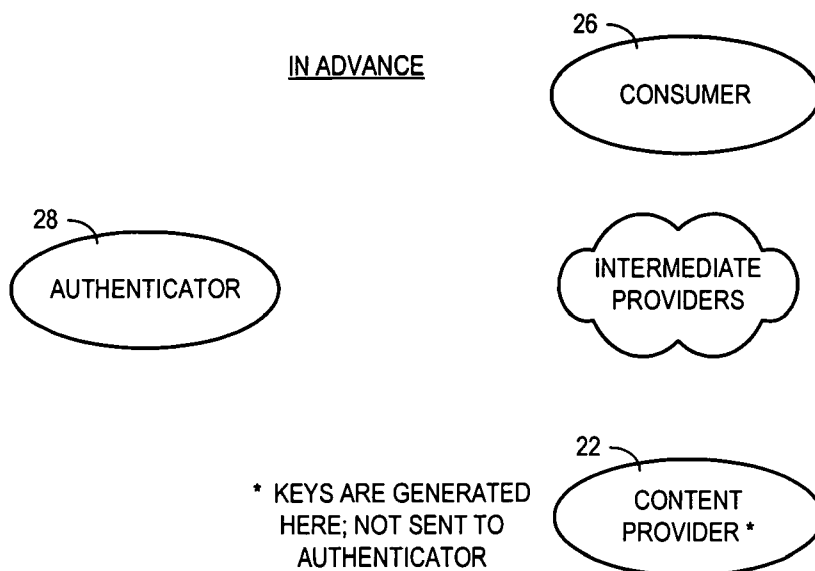 IN ADVANCE
26
CONSUMER
28
AUTHENTICATOR
INTERMEDIATE
PROVIDERS
22
CONTENT
PROVIDER *
* KEYS ARE GENERATED
HERE; NOT SENT TO
AUTHENTICATOR